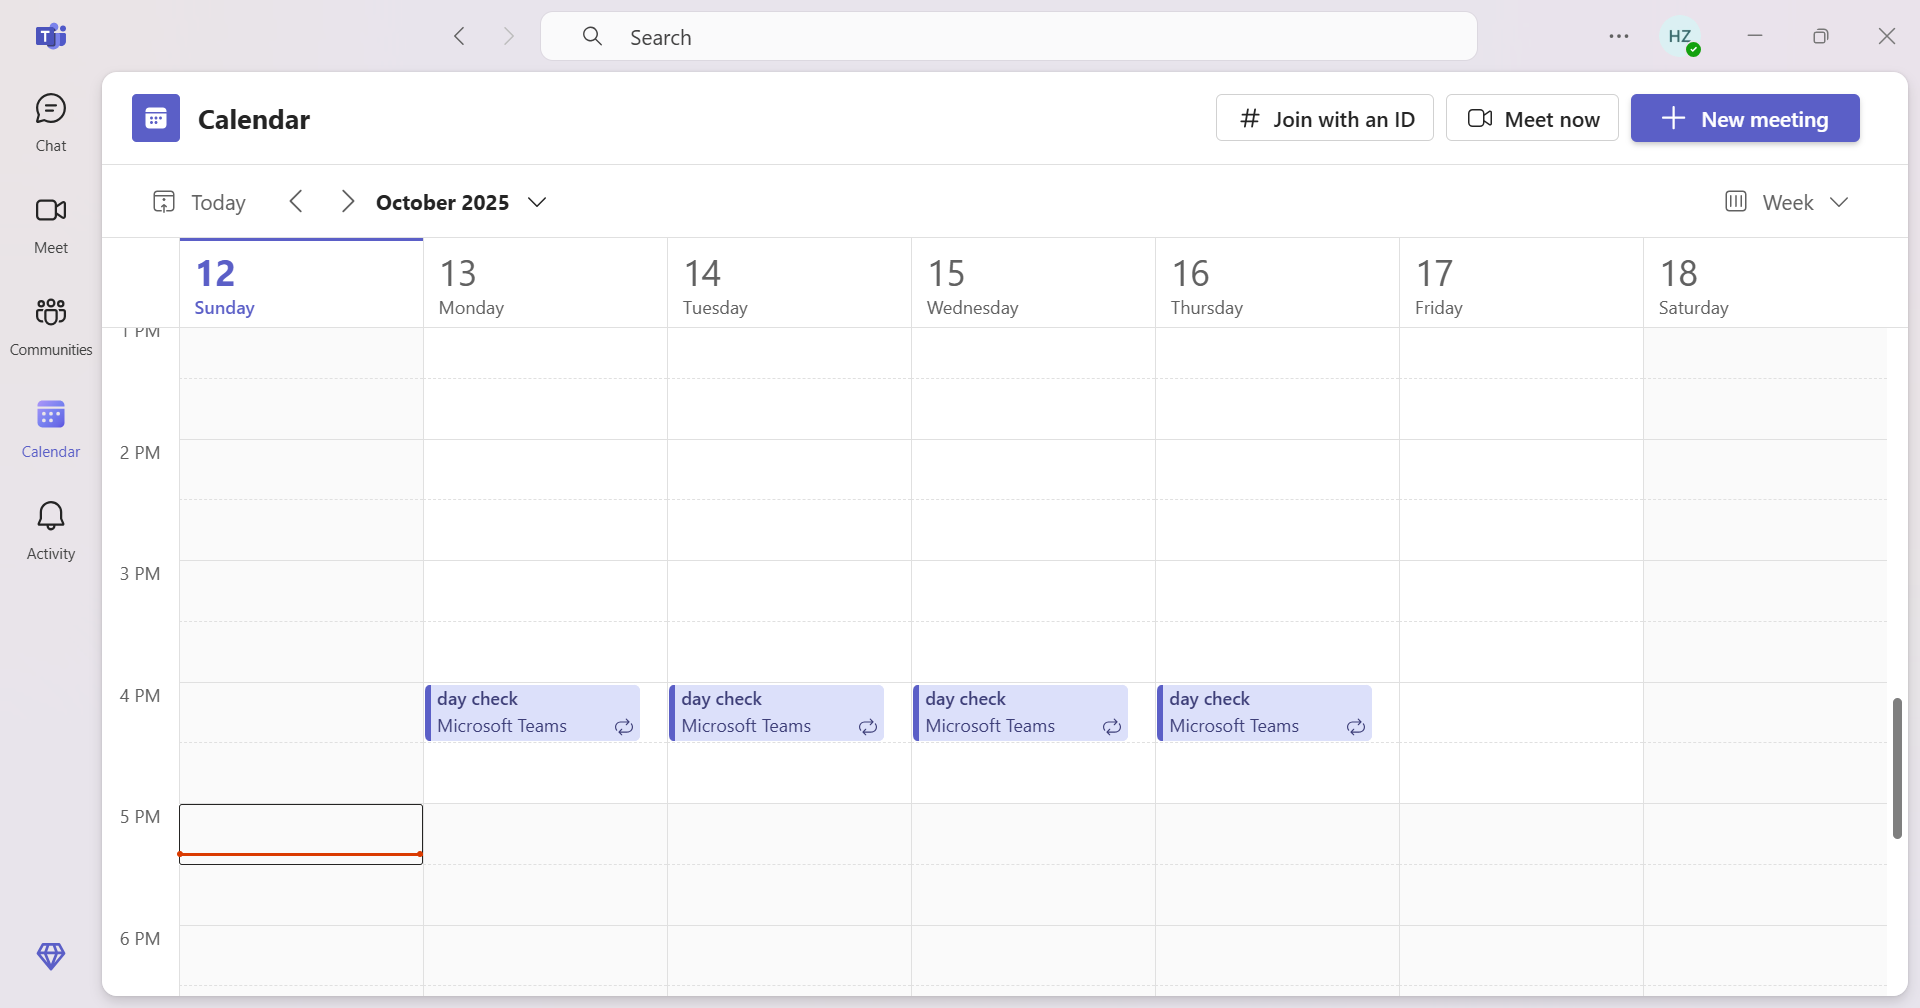 Search
HZ
Chat
Meet
Communities
Calendar
Activity
Calendar
# Join with an ID
Meet now
New meeting
Today
October 2025
Week
12
Sunday
13
Monday
14
Tuesday
15
Wednesday
16
Thursday
17
Friday
18
Saturday
1 PM
2 PM
3 PM
4 PM
day check
Microsoft Teams
day check
Microsoft Teams
day check
Microsoft Teams
day check
Microsoft Teams
5 PM
6 PM